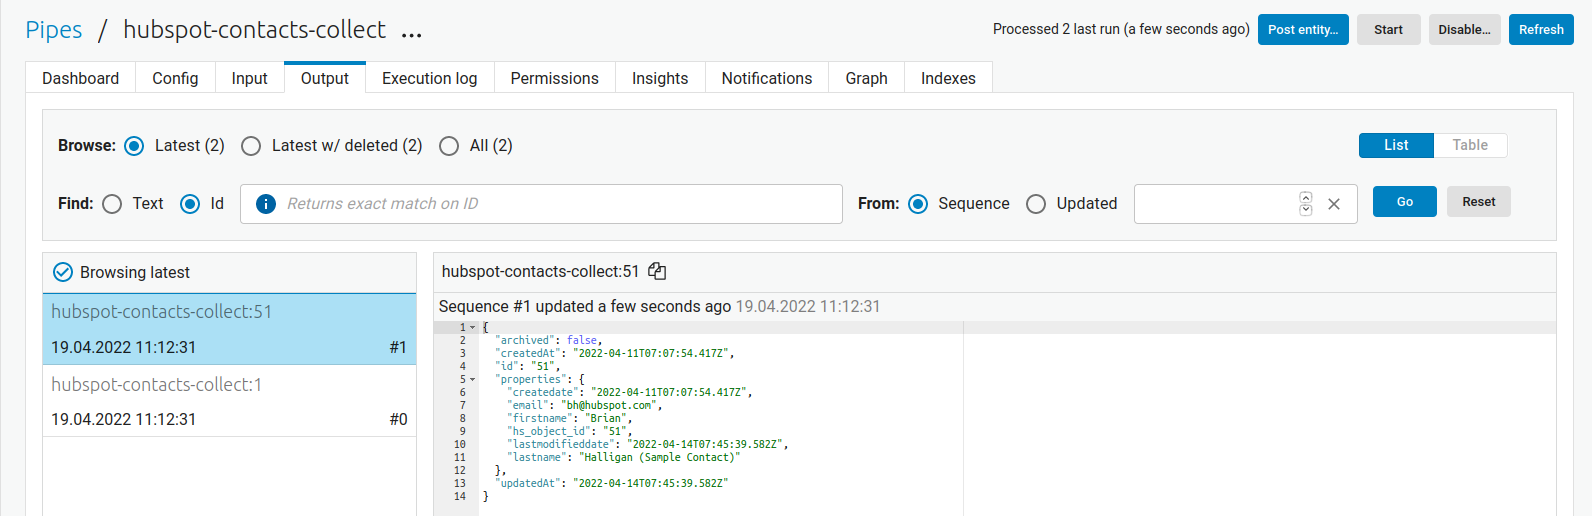 Pipes / hubspot-contacts-collect ...
Processed 2 last run (a few seconds ago) Post entity... Start Disable... Refresh
Dashboard Config Input Output Execution log Permissions Insights Notifications Graph Indexes
Browse: Latest (2) Latest w/ deleted (2) All (2) List Table
Find: Text Id Returns exact match on ID From: Sequence Updated Go Reset
Browsing latest
hubspot-contacts-collect:51
19.04.2022 11:12:31 #1
hubspot-contacts-collect:1
19.04.2022 11:12:31 #0
hubspot-contacts-collect:51
Sequence #1 updated a few seconds ago 19.04.2022 11:12:31
1 {
2 "archived": false,
3 "createdAt": "2022-04-11T07:07:54.417Z",
4 "id": "51",
5 "properties": {
6 "createdate": "2022-04-11T07:07:54.417Z",
7 "email": "bh@hubspot.com",
8 "firstname": "Brian",
9 "hs_object_id": "51",
10 "lastmodifieddate": "2022-04-14T07:45:39.582Z",
11 "lastname": "Halligan (Sample Contact)"
12 },
13 "updatedAt": "2022-04-14T07:45:39.582Z"
14 }